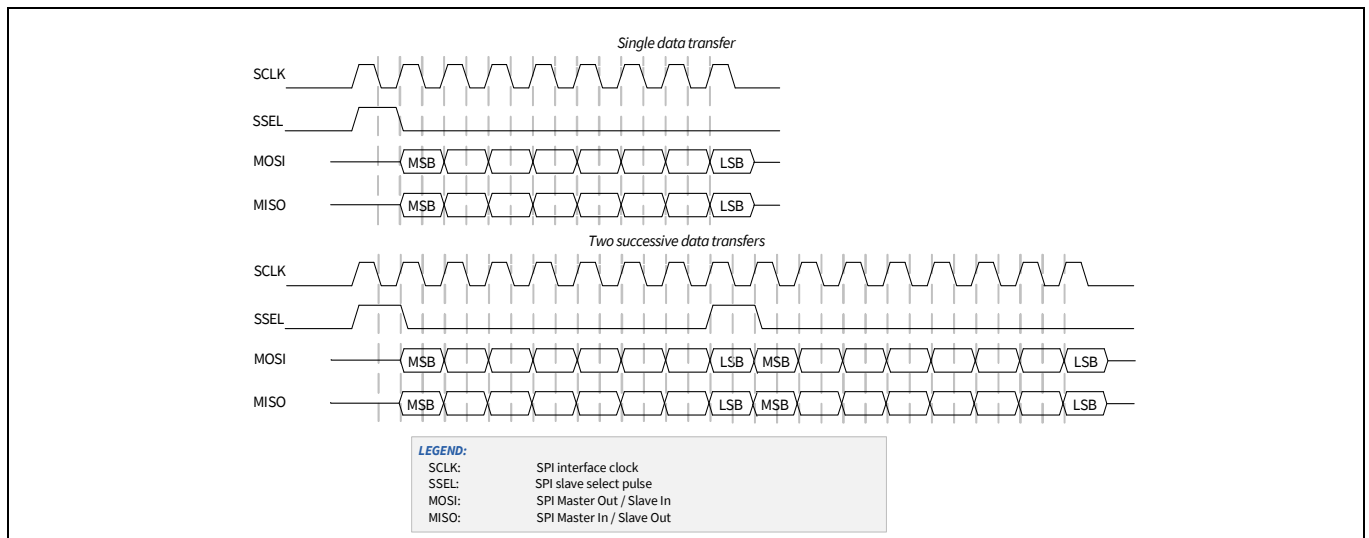 Single data transfer
SCLK
SSEL
MOSI MSB LSB
MISO MSB LSB
Two successive data transfers
SCLK
SSEL
MOSI MSB LSB MSB LSB
MISO MSB LSB MSB LSB
LEGEND:
SCLK: SPI interface clock
SSEL: SPI slave select pulse
MOSI: SPI Master Out / Slave In
MISO: SPI Master In / Slave Out